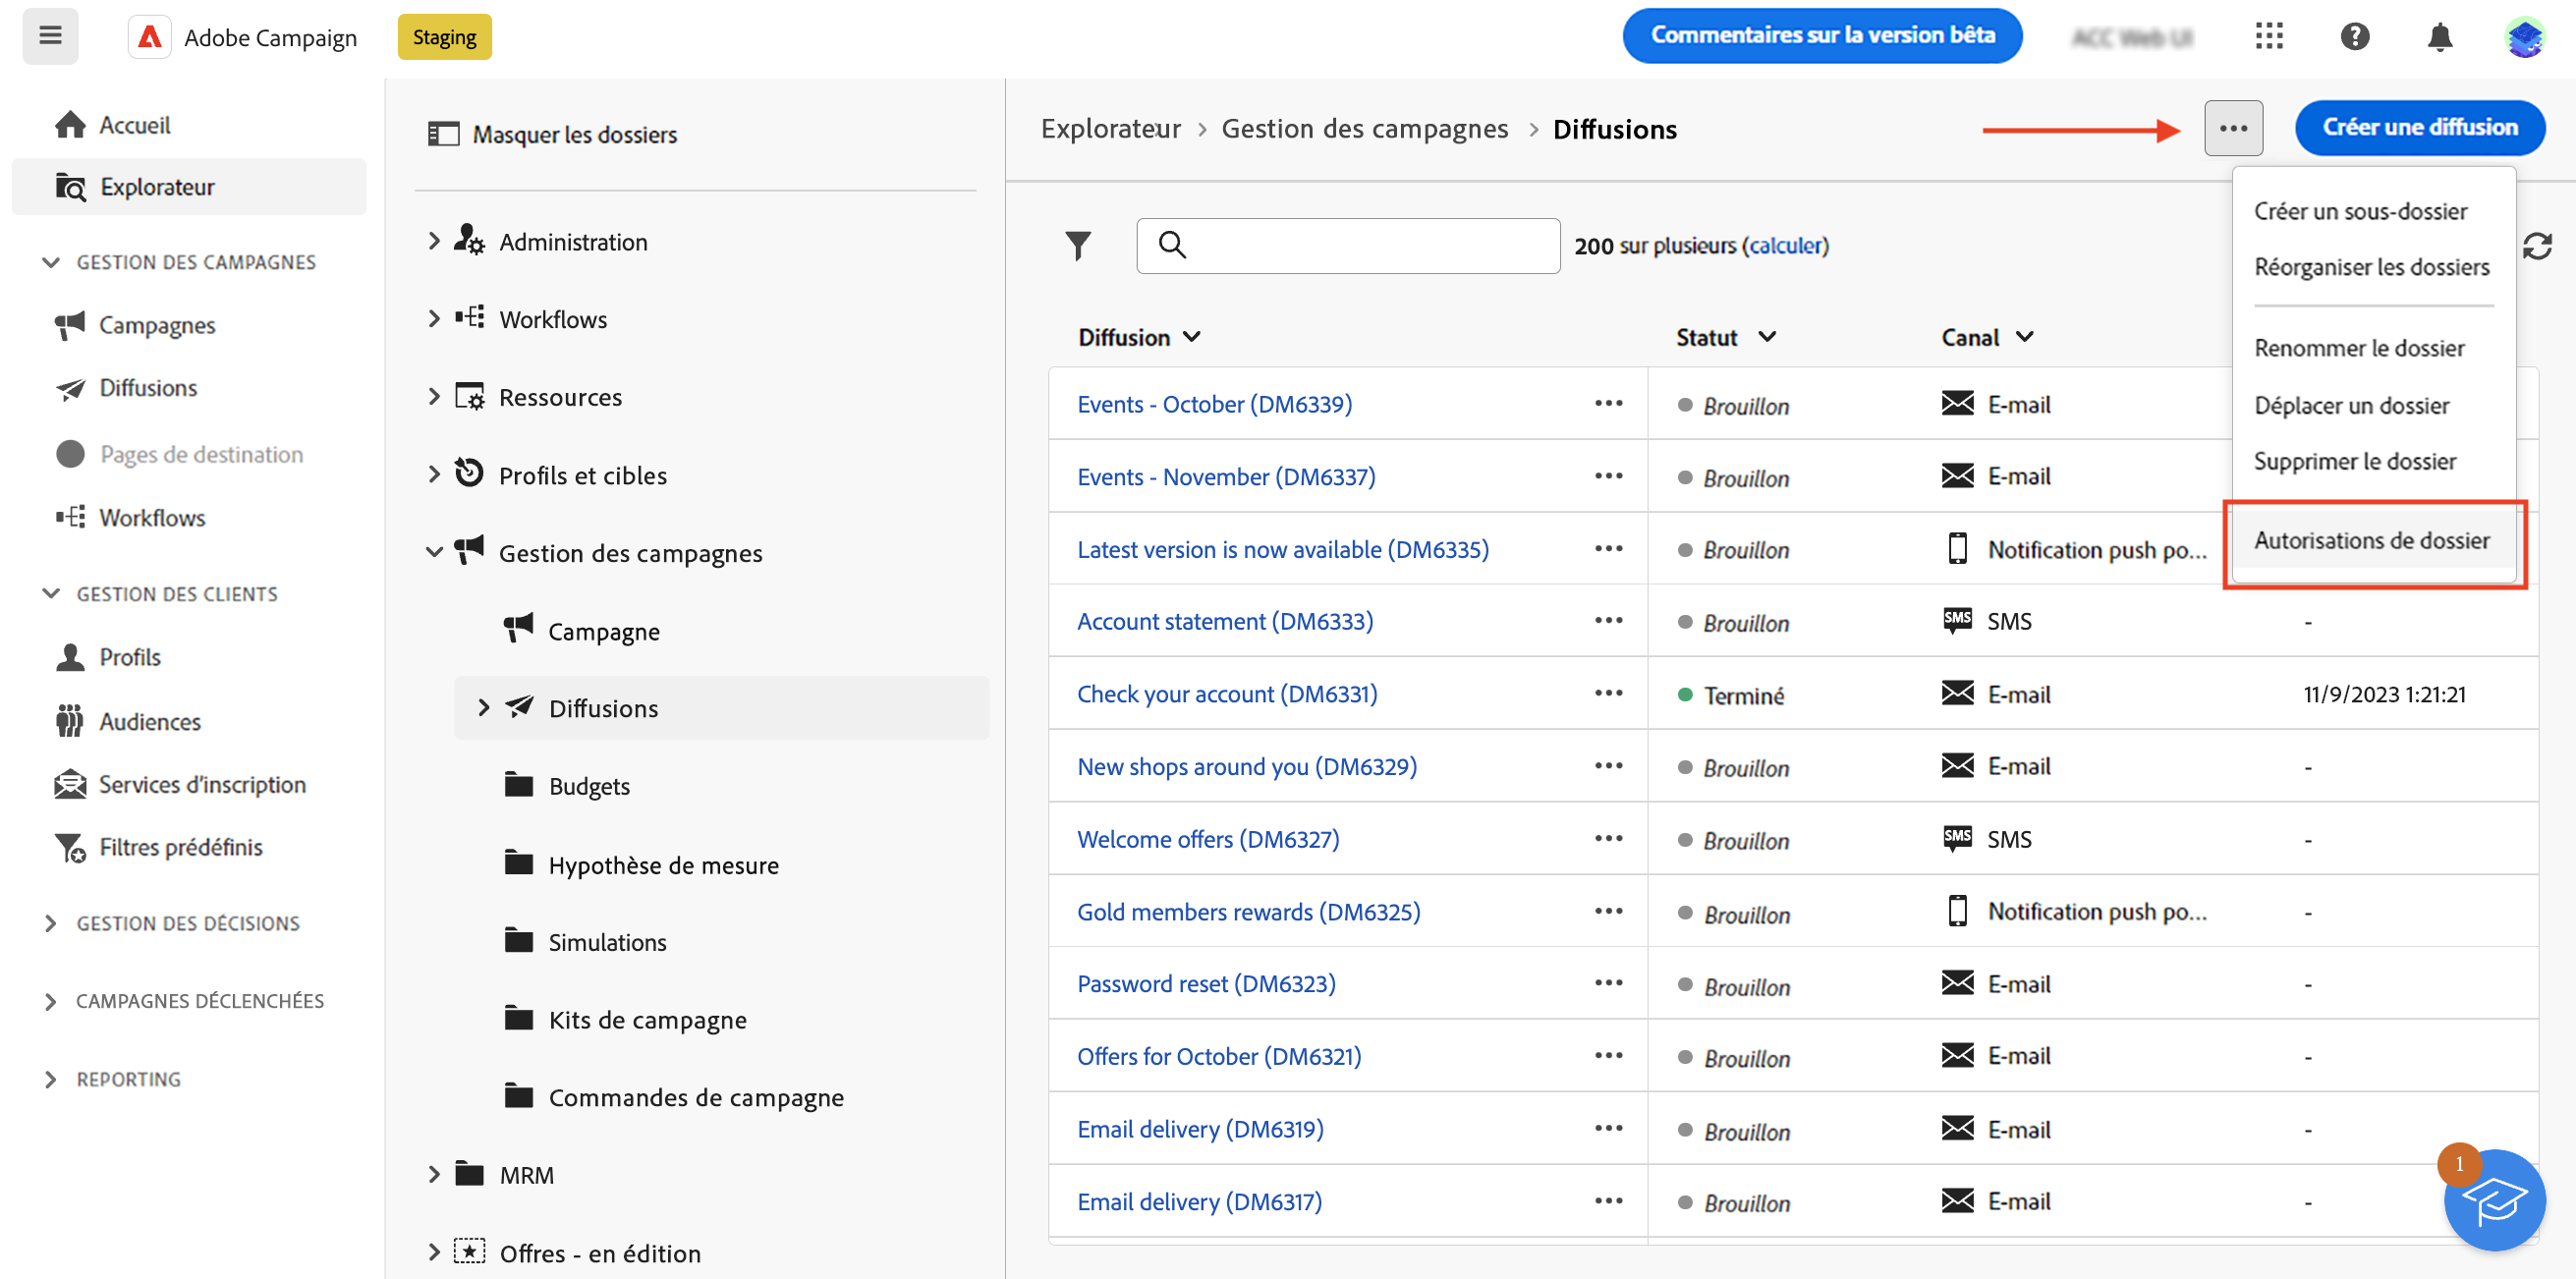 Adobe Campaign
Staging
Commentaires sur la version bêta
ACC Web UI
Accueil
Explorateur
GESTION DES CAMPAGNES
Campagnes
Diffusions
Pages de destination
Workflows
GESTION DES CLIENTS
Profils
Audiences
Services d'inscription
Filtres prédéfinis
GESTION DES DÉCISIONS
CAMPAGNES DÉCLENCHÉES
REPORTING
Masquer les dossiers
Administration
Workflows
Ressources
Profils et cibles
Gestion des campagnes
Campagne
Diffusions
Budgets
Hypothèse de mesure
Simulations
Kits de campagne
Commandes de campagne
MRM
Offres - en édition
Explorateur > Gestion des campagnes > Diffusions
Créer une diffusion
200 sur plusieurs (calculer)
Créer un sous-dossier
Réorganiser les dossiers
Renommer le dossier
Déplacer un dossier
Supprimer le dossier
Autorisations de dossier
Diffusion Statut Canal
Events - October (DM6339) Brouillon E-mail
Events - November (DM6337) Brouillon E-mail
Latest version is now available (DM6335) Brouillon Notification push po...
Account statement (DM6333) Brouillon SMS SMS -
Check your account (DM6331) Terminé E-mail 11/9/2023 1:21:21
New shops around you (DM6329) Brouillon E-mail -
Welcome offers (DM6327) Brouillon SMS SMS -
Gold members rewards (DM6325) Brouillon Notification push po... -
Password reset (DM6323) Brouillon E-mail -
Offers for October (DM6321) Brouillon E-mail -
Email delivery (DM6319) Brouillon E-mail -
Email delivery (DM6317) Brouillon E-mail -
1